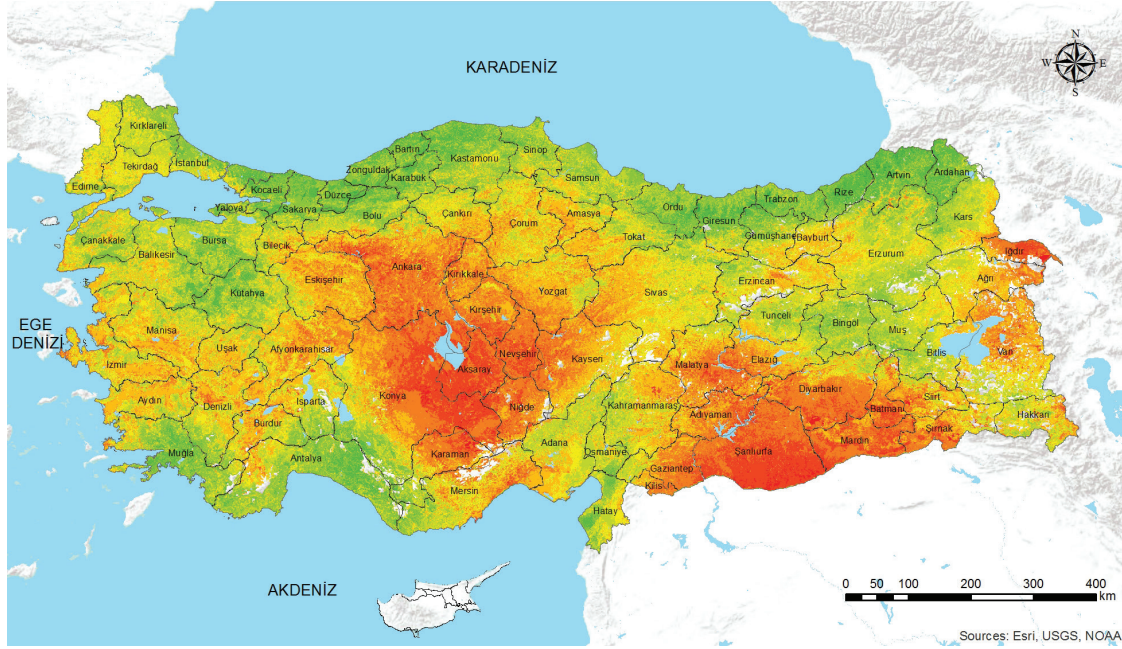 KARADENİZ
N
W E
S
Kırklareli
Tekirdağ
İstanbul
Edirne
Kocaeli
Yalova
Sakarya
Düzce
Zonguldak
Bartın
Karabük
Kastamonu
Sinop
Samsun
Bolu
Çankırı
Çorum
Amasya
Tokat
Ordu
Giresun
Trabzon
Rize
Artvin
Ardahan
Gümüşhane
Bayburt
Kars
Erzurum
Iğdır
Ağrı
Çanakkale
Balıkesir
Bursa
Bileçik
Kütahya
Eskişehir
Ankara
Kırıkkale
Kırşehir
Yozgat
Sivas
Erzincan
Tunceli
Bingöl
Muş
Bitlis
Van
EGE
DENİZİ
Manisa
İzmir
Uşak
Afyonkarahisar
Aydın
Denizli
Isparta
Burdur
Konya
Aksaray
Nevşehir
Niğde
Kayseri
Malatya
Elazığ
Diyarbakır
Batman
Siirt
Şırnak
Hakkari
Muğla
Antalya
Karaman
Mersin
Adana
Osmaniye
Kahramanmaraş
Adıyaman
Gaziantep
Kilis
Şanlıurfa
Mardin
Hatay
AKDENİZ
0 50 100 200 300 400
km
Sources: Esri, USGS, NOAA